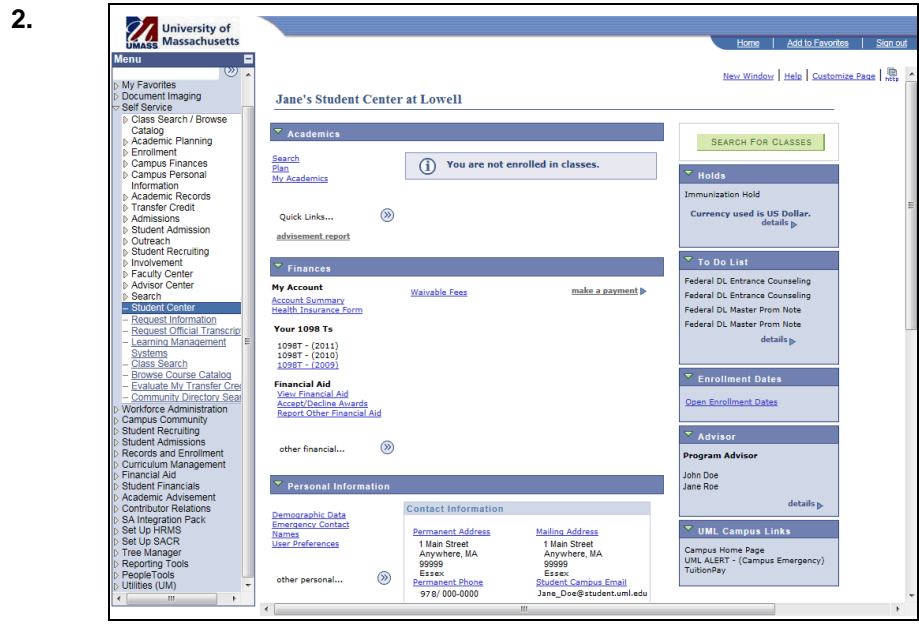 2.
University of
Massachusetts
UMASS
Home | Add to Favorites | Sign out
Menu
My Favorites
Document Imaging
Self Service
Class Search / Browse
Catalog
Academic Planning
Enrollment
Campus Finances
Campus Personal
Information
Academic Records
Transfer Credit
Admissions
Student Admission
Outreach
Student Recruiting
Involvement
Faculty Center
Advisor Center
Search
– Student Center
– Request Information
– Request Official Transcrip
– Learning Management
Systems
– Class Search
– Browse Course Catalog
– Evaluate My Transfer Cred
– Community Directory Sear
Workforce Administration
Campus Community
Student Recruiting
Student Admissions
Records and Enrollment
Curriculum Management
Financial Aid
Student Financials
Academic Advisement
Contributor Relations
SA Integration Pack
Set Up HRMS
Set Up SACR
Tree Manager
Reporting Tools
PeopleTools
Utilities (UM)
New Window | Help | Customize Page | http
Jane's Student Center at Lowell
Academics
Search
Plan
My Academics
You are not enrolled in classes.
Quick Links...
advisement report
Finances
My Account
Account Summary
Health Insurance Form
Waivable Fees
make a payment
Your 1098 Ts
1098T - (2011)
1098T - (2010)
1098T - (2009)
Financial Aid
View Financial Aid
Accept/Decline Awards
Report Other Financial Aid
other financial...
Personal Information
Demographic Data
Emergency Contact
Names
User Preferences
other personal...
Contact Information
Permanent Address
1 Main Street
Anywhere, MA
99999
Essex
Mailing Address
1 Main Street
Anywhere, MA
99999
Essex
Permanent Phone
978/ 000-0000
Student Campus Email
Jane_Doe@student.uml.edu
SEARCH FOR CLASSES
Holds
Immunization Hold
Currency used is US Dollar.
details
To Do List
Federal DL Entrance Counseling
Federal DL Entrance Counseling
Federal DL Master Prom Note
Federal DL Master Prom Note
details
Enrollment Dates
Open Enrollment Dates
Advisor
Program Advisor
John Doe
Jane Roe
details
UML Campus Links
Campus Home Page
UML ALERT - (Campus Emergency)
TuitionPay